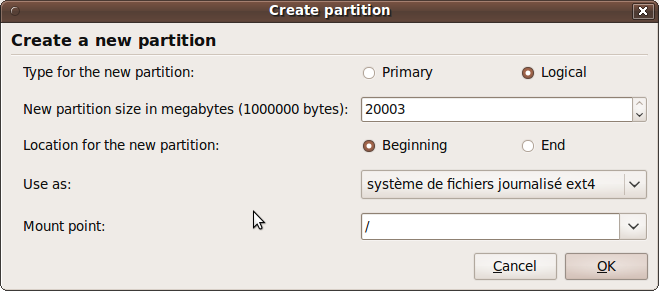 Create partition
Create a new partition
Type for the new partition: Primary Logical
New partition size in megabytes (1000000 bytes): 20003
Location for the new partition: Beginning End
Use as: système de fichiers journalisé ext4
Mount point: /
Cancel OK